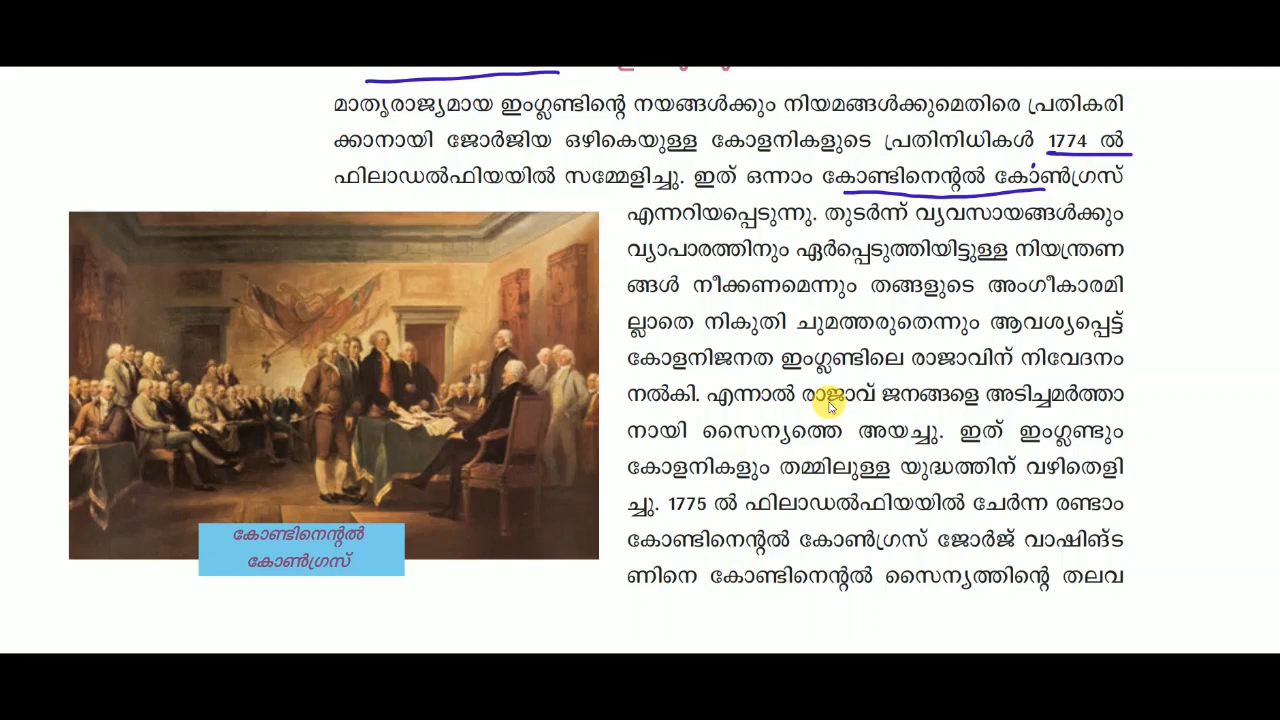 മാതൃരാജ്യമായ ഇംഗ്ലണ്ടിന്റെ നയങ്ങൾക്കും നിയമങ്ങൾക്കുമെതിരെ പ്രതികരി
ക്കാനായി ജോർജിയ ഒഴികെയുള്ള കോളനികളുടെ പ്രതിനിധികൾ 1774 ൽ
ഫിലാഡൽഫിയയിൽ സമ്മേളിച്ചു. ഇത് ഒന്നാം കോണ്ടിനെന്റൽ കോൺഗ്രസ്
എന്നറിയപ്പെടുന്നു. തുടർന്ന് വ്യവസായങ്ങൾക്കും
വ്യാപാരത്തിനും ഏർപ്പെടുത്തിയിട്ടുള്ള നിയന്ത്രണ
ങ്ങൾ നീക്കണമെന്നും തങ്ങളുടെ അംഗീകാരമി
ല്ലാതെ നികുതി ചുമത്തരുതെന്നും ആവശ്യപ്പെട്ട്
കോളനിജനത ഇംഗ്ലണ്ടിലെ രാജാവിന് നിവേദനം
നൽകി. എന്നാൽ രാജാവ് ജനങ്ങളെ അടിച്ചമർത്താ
നായി സൈന്യത്തെ അയച്ചു. ഇത് ഇംഗ്ലണ്ടും
കോളനികളും തമ്മിലുള്ള യുദ്ധത്തിന് വഴിതെളി
ച്ചു. 1775 ൽ ഫിലാഡൽഫിയയിൽ ചേർന്ന രണ്ടാം
കോണ്ടിനെന്റൽ കോൺഗ്രസ് ജോർജ് വാഷിങ്ട
ണിനെ കോണ്ടിനെന്റൽ സൈന്യത്തിന്റെ തലവ
കോണ്ടിനെന്റൽ
കോൺഗ്രസ്